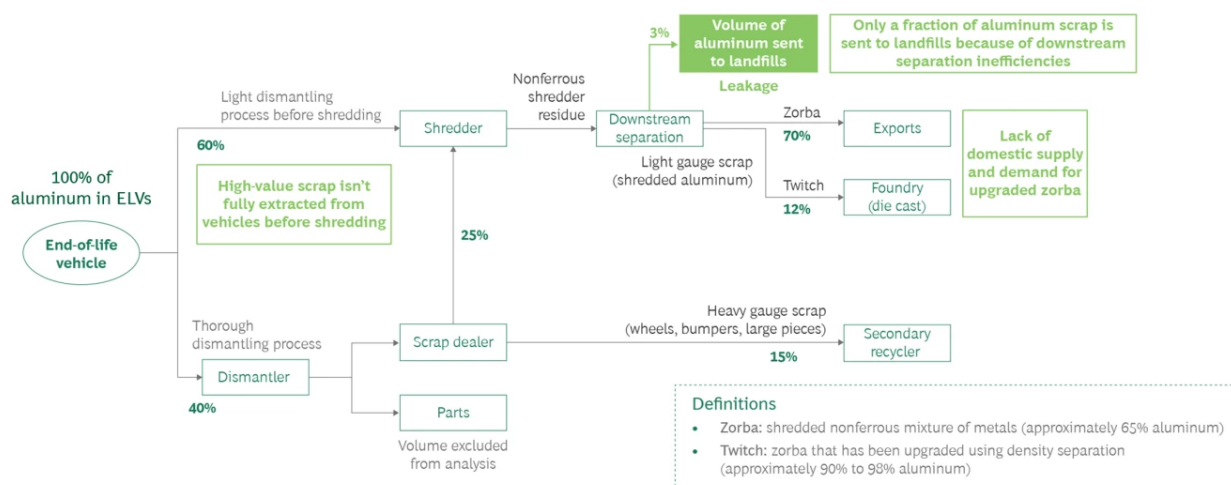 3%
Volume of
aluminum sent
to landfills
Only a fraction of aluminum scrap is
sent to landfills because of downstream
separation inefficiencies
Leakage
Nonferrous
shredder
residue
Light dismantling
process before shredding
60%
Shredder
Downstream
separation
Zorba
70%
Exports
Light gauge scrap
(shredded aluminum)
Twitch
12%
Foundry
(die cast)
Lack of
domestic supply
and demand for
upgraded zorba
100% of
aluminum in ELVs
End-of-life
vehicle
High-value scrap isn't
fully extracted from
vehicles before shredding
25%
Thorough
dismantling process
Dismantler
40%
Scrap dealer
Heavy gauge scrap
(wheels, bumpers, large pieces)
15%
Secondary
recycler
Parts
Volume excluded
from analysis
Definitions
• Zorba: shredded nonferrous mixture of metals (approximately 65% aluminum)
• Twitch: zorba that has been upgraded using density separation
(approximately 90% to 98% aluminum)